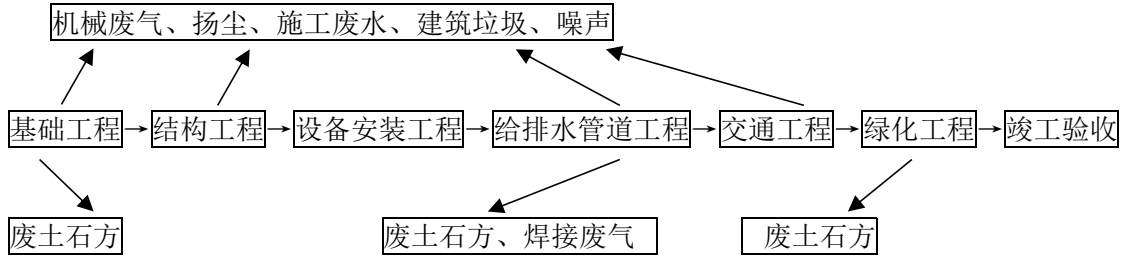 机械废气、扬尘、施工废水、建筑垃圾、噪声
基础工程 结构工程 设备安装工程 给排水管道工程 交通工程 绿化工程 竣工验收
废土石方 废土石方、焊接废气 废土石方